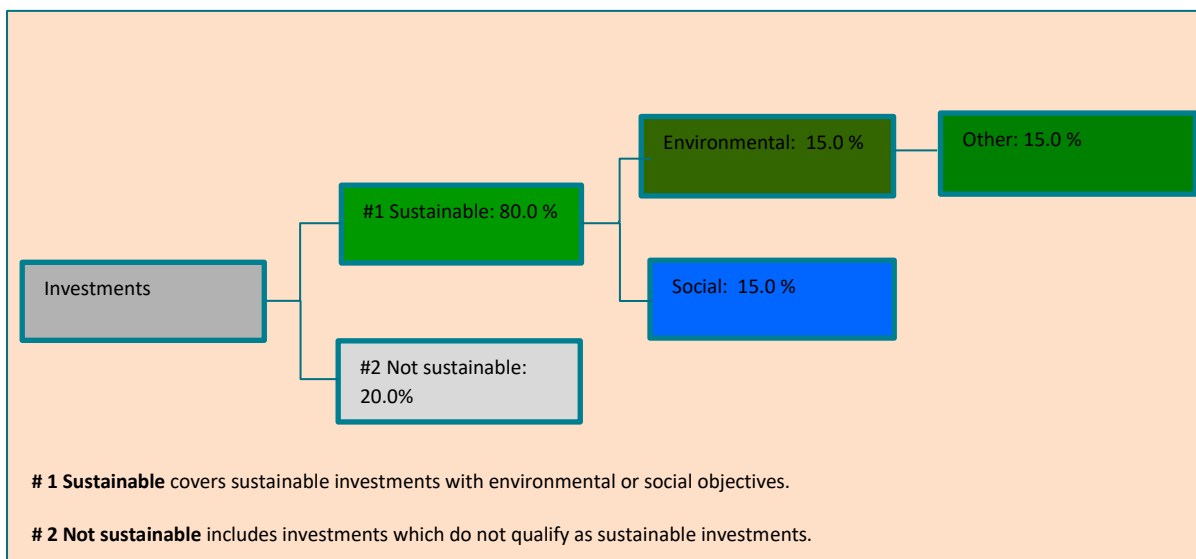 Environmental:  15.0 %
Other: 15.0 %
#1 Sustainable: 80.0 %
Social:  15.0 %
Investments
#2 Not sustainable:
20.0%
# 1 Sustainable covers sustainable investments with environmental or social objectives.
# 2 Not sustainable includes investments which do not qualify as sustainable investments.